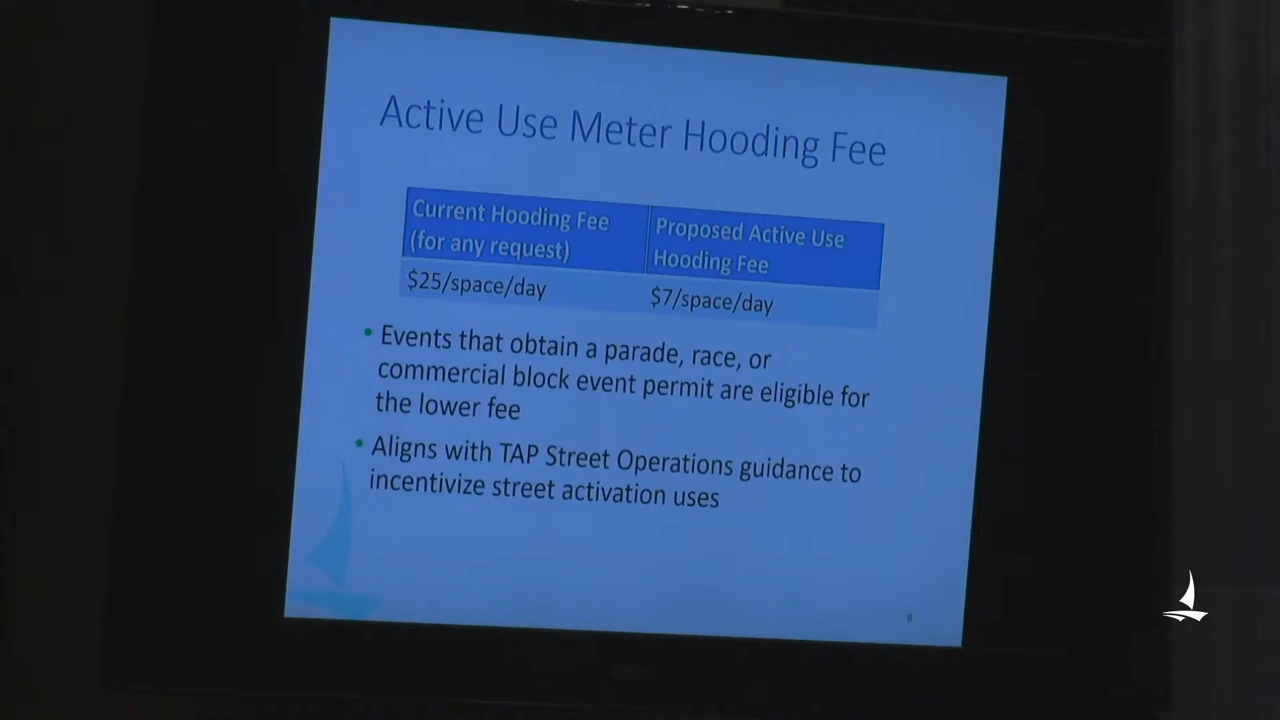 Active Use Meter Hooding Fee
Current Hooding Fee
(for any request)
Proposed Active Use
Hooding Fee
$25/space/day
$7/space/day
• Events that obtain a parade, race, or
commercial block event permit are eligible for
the lower fee
• Aligns with TAP Street Operations guidance to
incentivize street activation uses
8